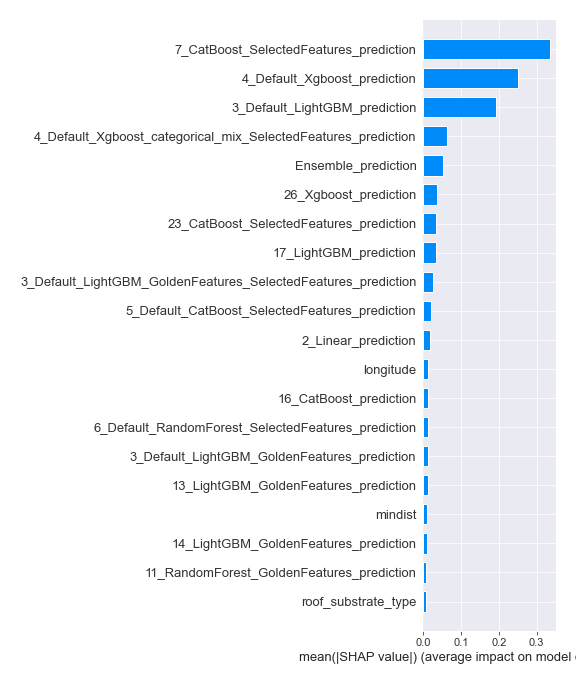 7_CatBoost_SelectedFeatures_prediction
4_Default_Xgboost_prediction
3_Default_LightGBM_prediction
4_Default_Xgboost_categorical_mix_SelectedFeatures_prediction
Ensemble_prediction
26_Xgboost_prediction
23_CatBoost_SelectedFeatures_prediction
17_LightGBM_prediction
3_Default_LightGBM_GoldenFeatures_SelectedFeatures_prediction
5_Default_CatBoost_SelectedFeatures_prediction
2_Linear_prediction
longitude
16_CatBoost_prediction
6_Default_RandomForest_SelectedFeatures_prediction
3_Default_LightGBM_GoldenFeatures_prediction
13_LightGBM_GoldenFeatures_prediction
mindist
14_LightGBM_GoldenFeatures_prediction
11_RandomForest_GoldenFeatures_prediction
roof_substrate_type
0.0 0.1 0.2 0.3
mean(|SHAP value|) (average impact on model